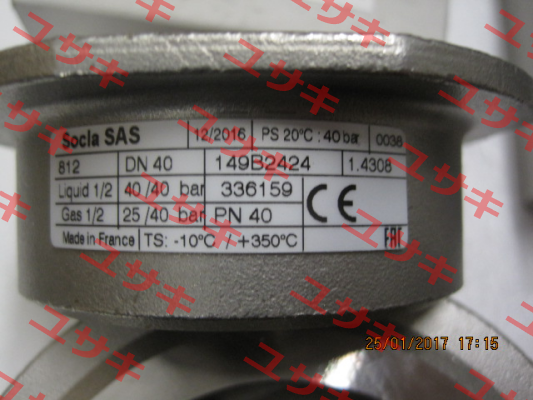 Socla SAS 12/2016 PS 20°C : 40 bar 0036
812 DN 40 149B2424 1.4308
Liquid 1/2 40/40 bar 336159 CE
Gas 1/2 25/40 bar PN 40
Made in France TS: -10°C / +350°C EAC
25/01/2017 17:15
ユサキ
ユサキ
ユサキ
ユサキ
ユサキ
ユサキ
ユサキ
ユサキ